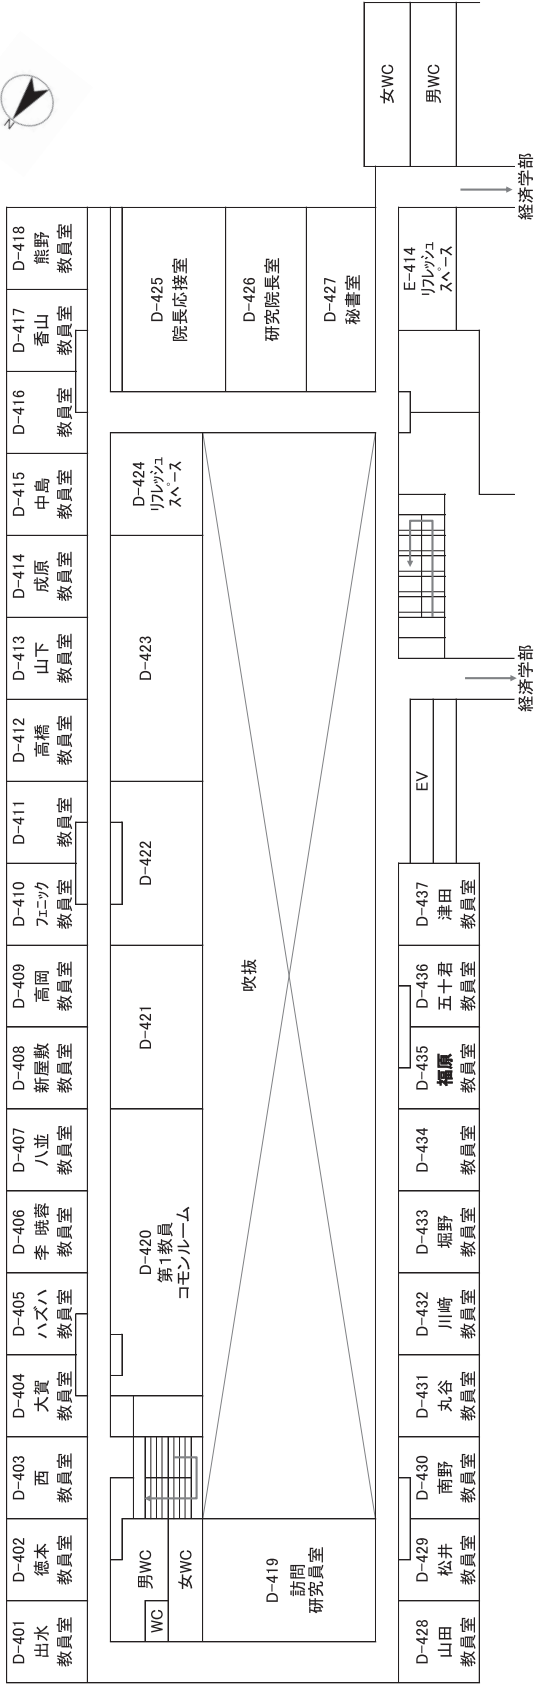 N
女WC
男WC
経済学部
D-418
熊野
教員室
D-417
香山
教員室
D-416
教員室
D-415
中島
教員室
D-414
成原
教員室
D-413
山下
教員室
D-412
高橋
教員室
D-411
教員室
D-410
フェニック
教員室
D-409
高岡
教員室
D-408
新屋敷
教員室
D-407
八並
教員室
D-406
李 暁蓉
教員室
D-405
ハズハ
教員室
D-404
大賀
教員室
D-403
西
教員室
D-402
徳本
教員室
D-401
出水
教員室
D-425
院長応接室
D-426
研究院長室
D-427
秘書室
D-424
リフレッシュ
スペース
D-423
D-422
D-421
D-420
第1教員
コモンルーム
吹抜
男WC
WC
女WC
D-419
訪問
研究員室
E-414
リフレッシュ
スペース
経済学部
EV
D-437
津田
教員室
D-436
五十君
教員室
D-435
福原
教員室
D-434
教員室
D-433
堀野
教員室
D-432
川﨑
教員室
D-431
丸谷
教員室
D-430
南野
教員室
D-429
松井
教員室
D-428
山田
教員室